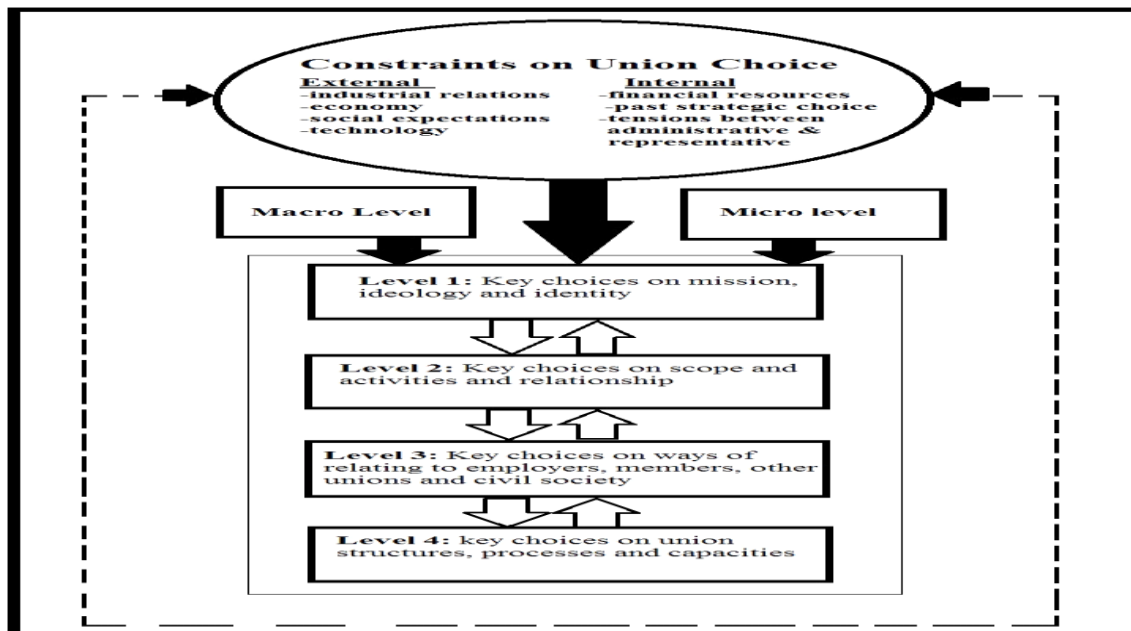 Constraints on Union Choice
External
-industrial relations
-economy
-social expectations
-technology
Internal
-financial resources
-past strategic choice
-tensions between
administrative &
representative
Macro Level
Micro level
Level 1: Key choices on mission,
ideology and identity
Level 2: Key choices on scope and
activities and relationship
Level 3: Key choices on ways of
relating to employers, members, other
unions and civil society
Level 4: key choices on union
structures, processes and capacities